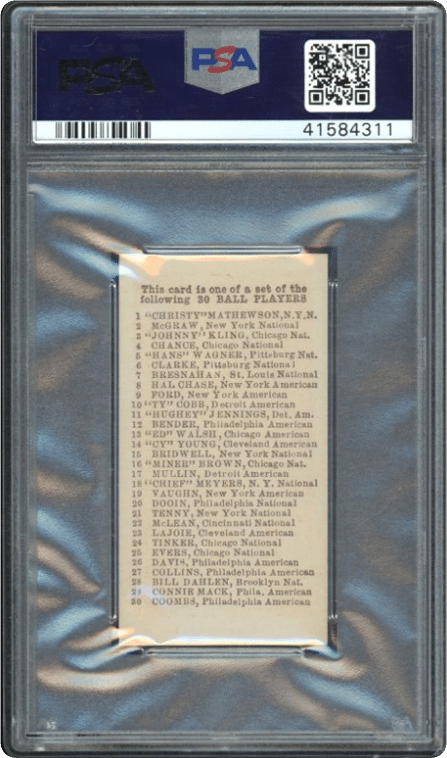 PSA
PSA
41584311
This card is one of a set of the
following 30 BALL PLAYERS
1 "CHRISTY" MATHEWSON, N.Y.N.
2 McGRAW, New York National
3 "JOHNNY" KLING, Chicago Nat.
4 CHANCE, Chicago National
5 "HANS" WAGNER, Pittsburg Nat.
6 CLARKE, Pittsburg National
7 BRESNAHAN, St. Louis National
8 HAL CHASE, New York American
9 FORD, New York American
10 "TY" COBB, Detroit American
11 "HUGHEY" JENNINGS, Det. Am.
12 BENDER, Philadelphia American
13 "ED" WALSH, Chicago American
14 "CY" YOUNG, Cleveland American
15 BRIDWELL, New York National
16 "MINER" BROWN, Chicago Nat.
17 MULLIN, Detroit American
18 "CHIEF" MEYERS, N. Y. National
19 VAUGHN, New York American
20 DOOIN, Philadelphia National
21 TENNY, New York National
22 McLEAN, Cincinnati National
23 LAJOIE, Cleveland American
24 TINKER, Chicago National
25 EVERS, Chicago National
26 DAVIS, Philadelphia American
27 COLLINS, Philadelphia American
28 BILL DAHLEN, Brooklyn Nat.
29 CONNIE MACK, Phila. American
30 COOMBS, Philadelphia American